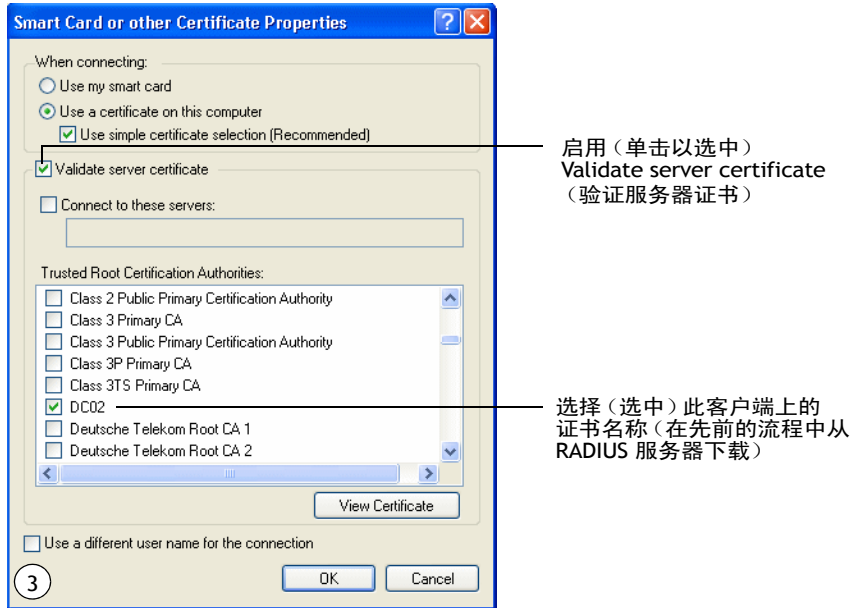 Smart Card or other Certificate Properties
When connecting:
Use my smart card
Use a certificate on this computer
Use simple certificate selection (Recommended)
Validate server certificate
Connect to these servers:
Trusted Root Certification Authorities:
Class 2 Public Primary Certification Authority
Class 3 Primary CA
Class 3 Public Primary Certification Authority
Class 3P Primary CA
Class 3TS Primary CA
DC02
Deutsche Telekom Root CA 1
Deutsche Telekom Root CA 2
View Certificate
Use a different user name for the connection
3
OK
Cancel
启用（单击以选中）
Validate server certificate
（验证服务器证书）
选择（选中）此客户端上的
证书名称（在先前的流程中从
RADIUS 服务器下载）